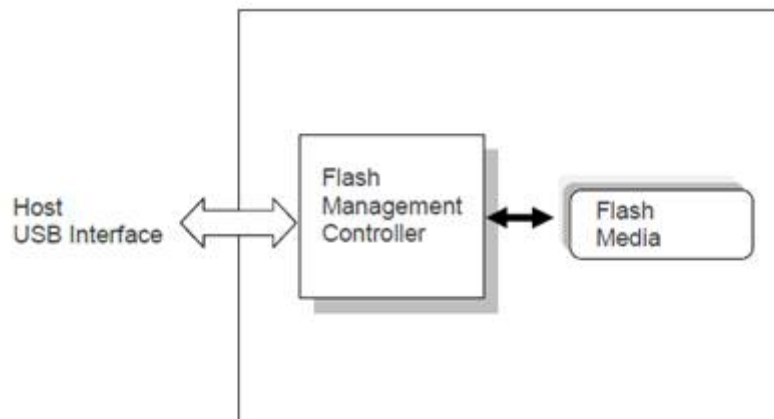 Host
USB Interface
Flash
Management
Controller
Flash
Media